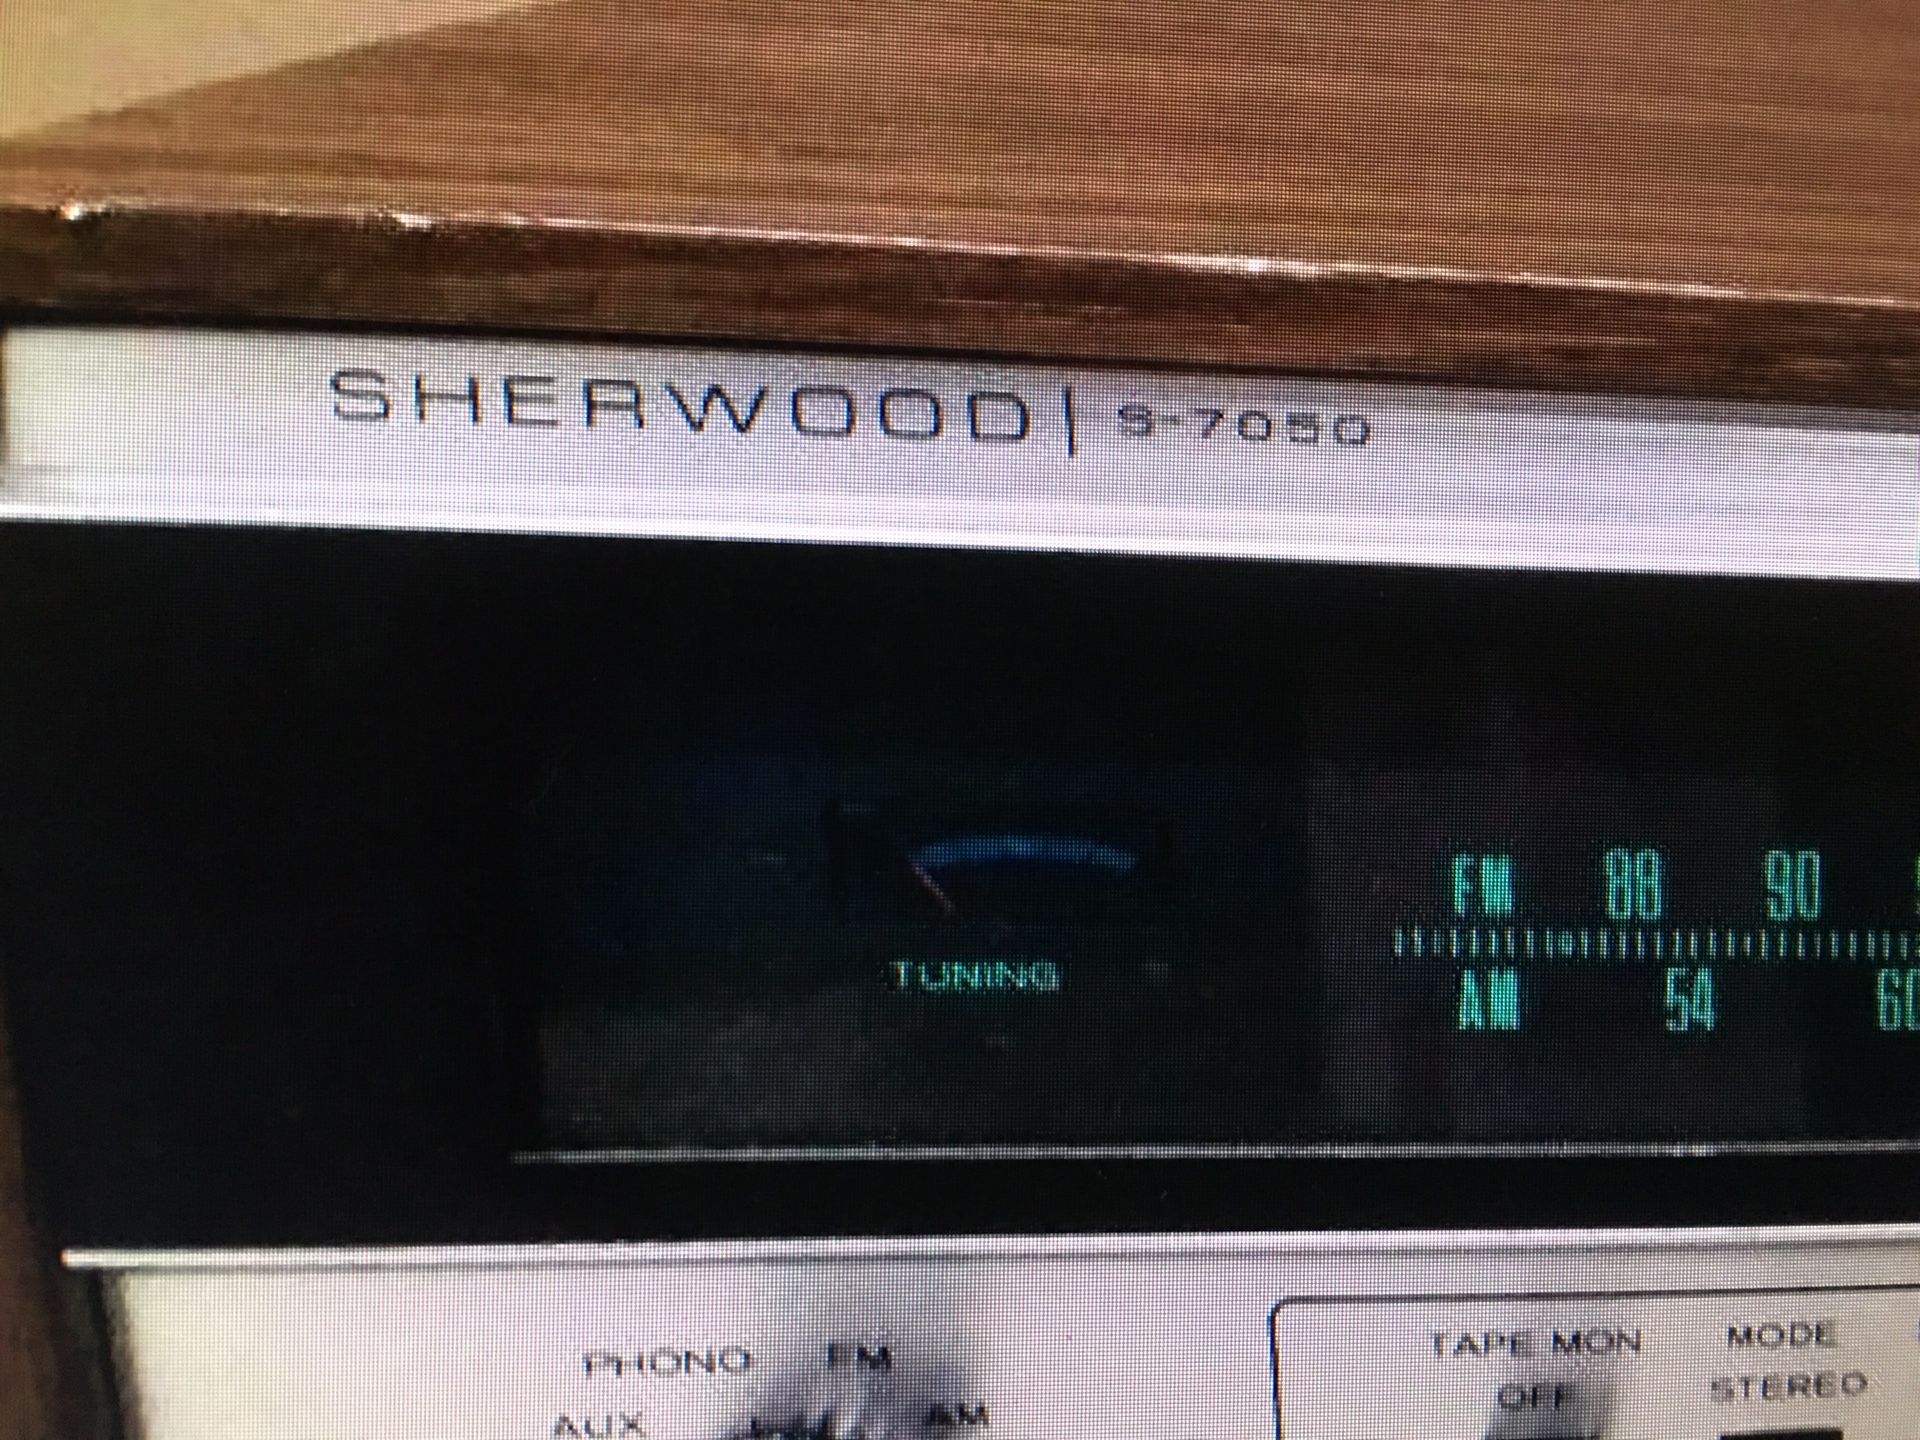 SHERWOOD | S-7050
FM 88 90
TUNING
AM 54 60
PHONO FM
AUX AM
TAPE MON MODE
OFF STEREO